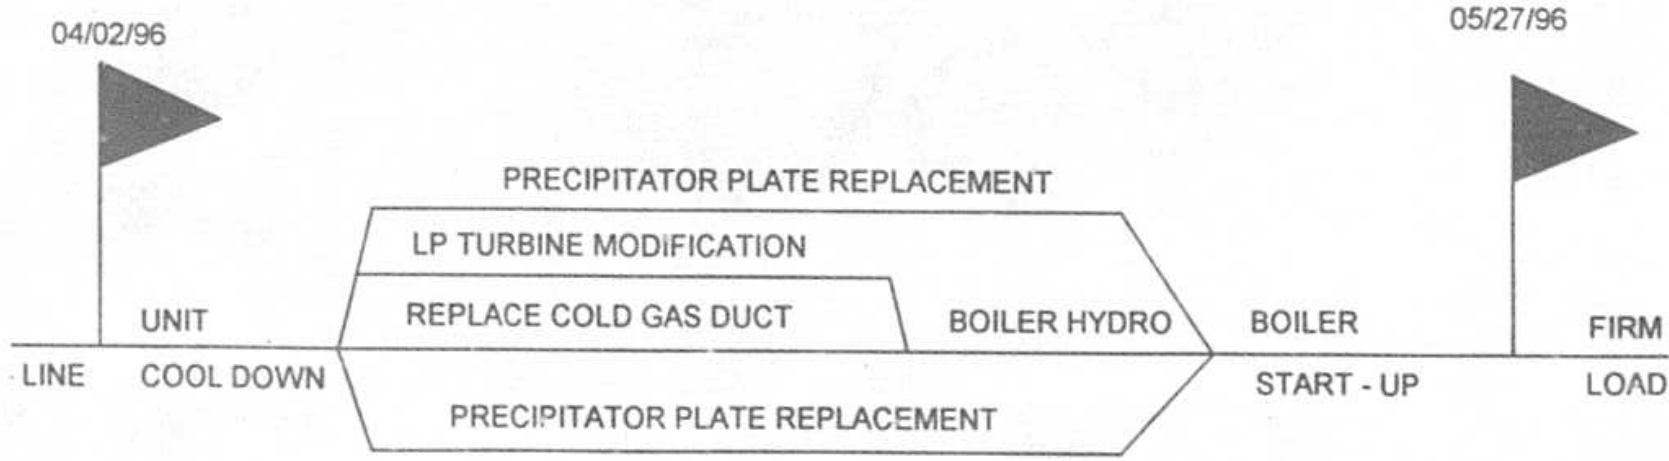 04/02/96
05/27/96
PRECIPITATOR PLATE REPLACEMENT
LP TURBINE MODIFICATION
UNIT
REPLACE COLD GAS DUCT
BOILER HYDRO
BOILER
FIRM
LINE
COOL DOWN
START - UP
LOAD
PRECIPITATOR PLATE REPLACEMENT